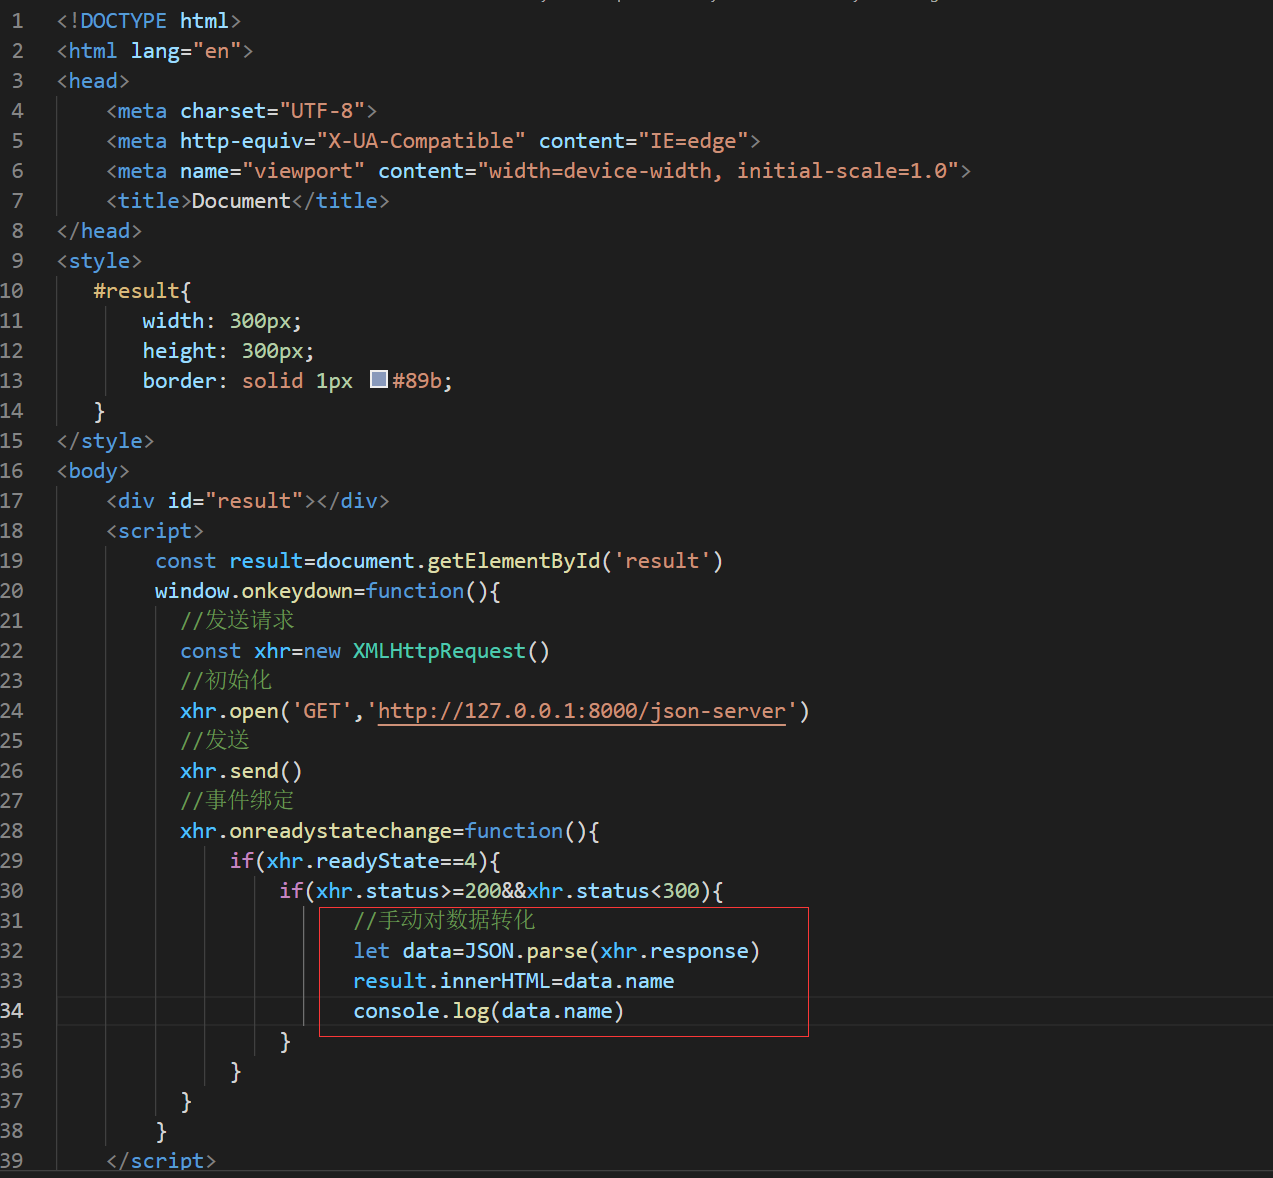 1 <!DOCTYPE html>
2 <html lang="en">
3 <head>
4     <meta charset="UTF-8">
5     <meta http-equiv="X-UA-Compatible" content="IE=edge">
6     <meta name="viewport" content="width=device-width, initial-scale=1.0">
7     <title>Document</title>
8 </head>
9 <style>
10    #result{
11        width: 300px;
12        height: 300px;
13        border: solid 1px #89b;
14    }
15 </style>
16 <body>
17     <div id="result"></div>
18     <script>
19         const result=document.getElementById('result')
20         window.onkeydown=function(){
21           //发送请求
22           const xhr=new XMLHttpRequest()
23           //初始化
24           xhr.open('GET','http://127.0.0.1:8000/json-server')
25           //发送
26           xhr.send()
27           //事件绑定
28           xhr.onreadystatechange=function(){
29               if(xhr.readyState==4){
30                   if(xhr.status>=200&&xhr.status<300){
31                         //手动对数据转化
32                         let data=JSON.parse(xhr.response)
33                         result.innerHTML=data.name
34                         console.log(data.name)
35                   }
36               }
37           }
38         }
39     </script>